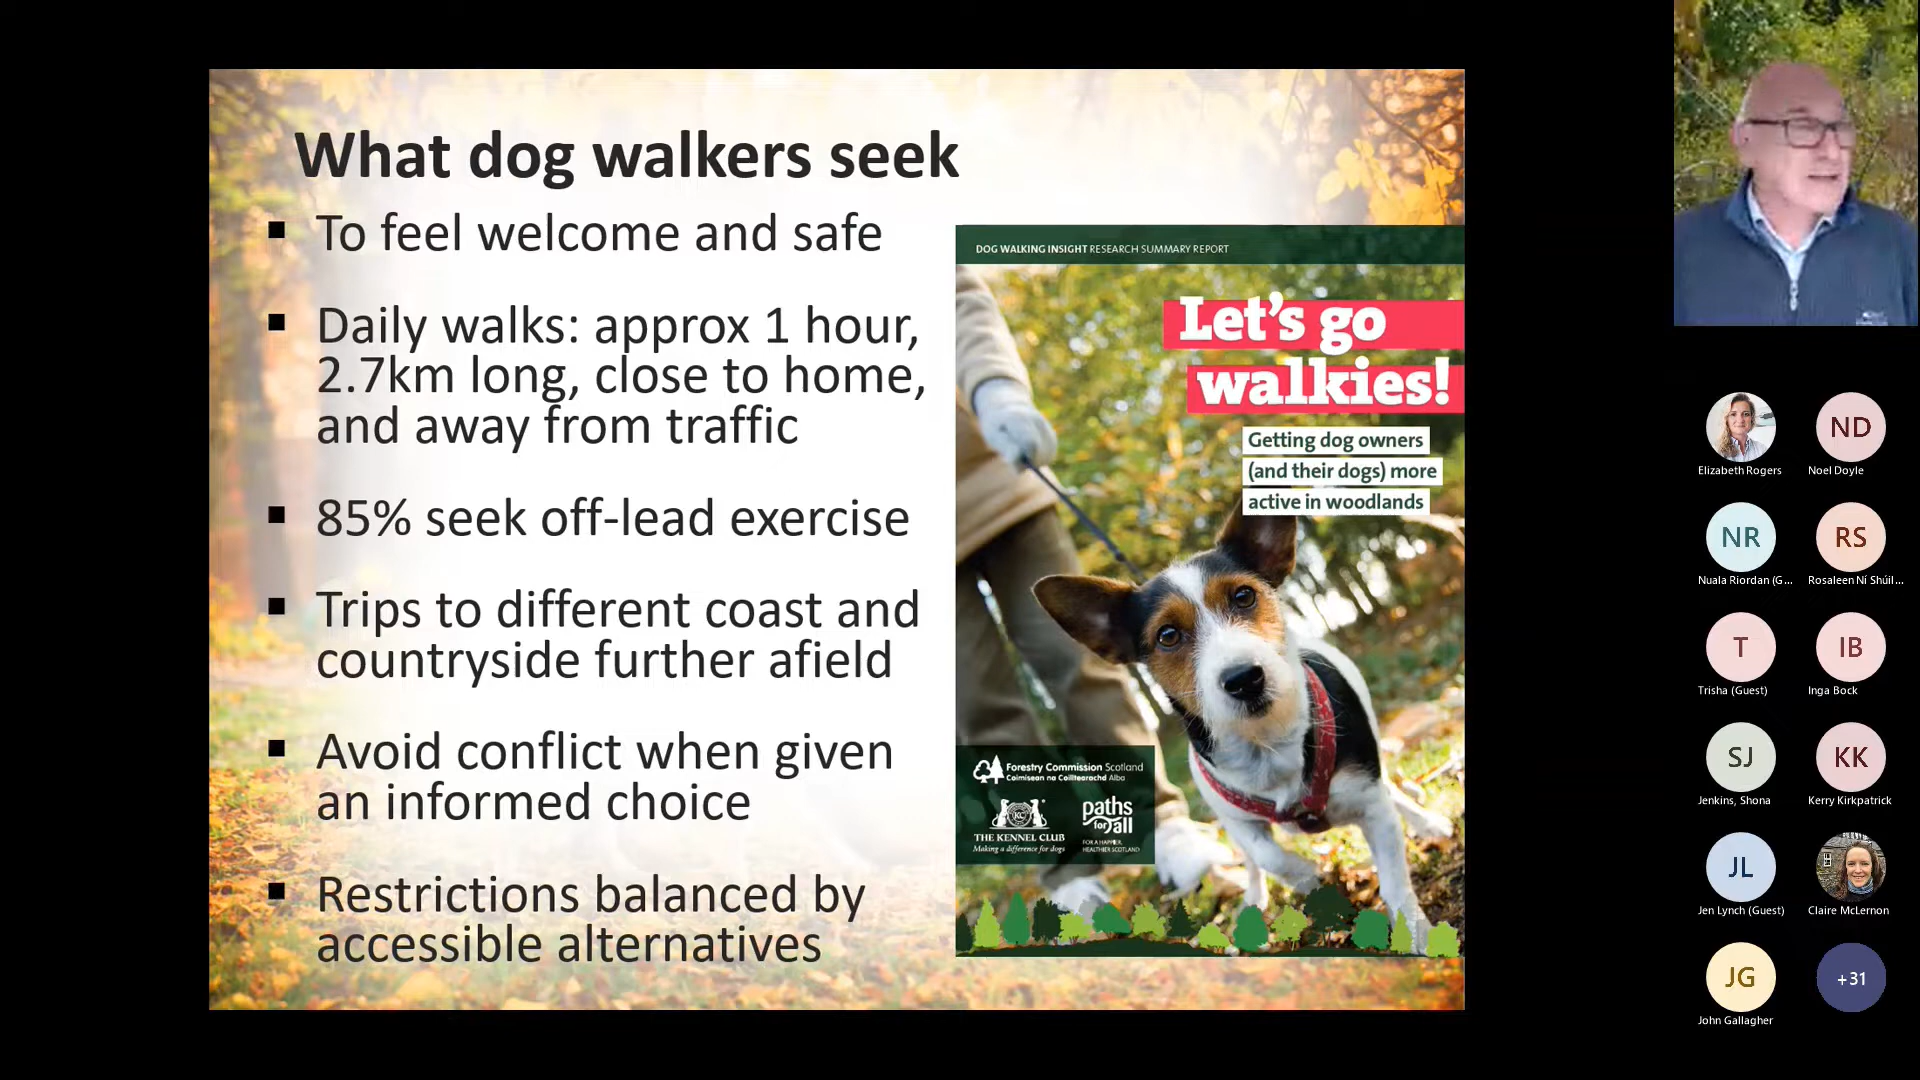 What dog walkers seek
▪ To feel welcome and safe
▪ Daily walks: approx 1 hour,
2.7km long, close to home,
and away from traffic
▪ 85% seek off-lead exercise
▪ Trips to different coast and
countryside further afield
▪ Avoid conflict when given
an informed choice
▪ Restrictions balanced by
accessible alternatives
DOG WALKING INSIGHT RESEARCH SUMMARY REPORT
Let's go
walkies!
Getting dog owners
(and their dogs) more
active in woodlands
Forestry Commission Scotland
Coimisean na Coilltearachd Alba
KC
THE KENNEL CLUB
Making a difference for dogs
paths
for all
FOR A HAPPIER,
HEALTHIER SCOTLAND
Elizabeth Rogers
ND
Noel Doyle
NR
Nuala Riordan (G...
RS
Rosaleen Ní Shúil...
T
Trisha (Guest)
IB
Inga Bock
SJ
Jenkins, Shona
KK
Kerry Kirkpatrick
JL
Jen Lynch (Guest)
Claire McLernon
JG
John Gallagher
+31